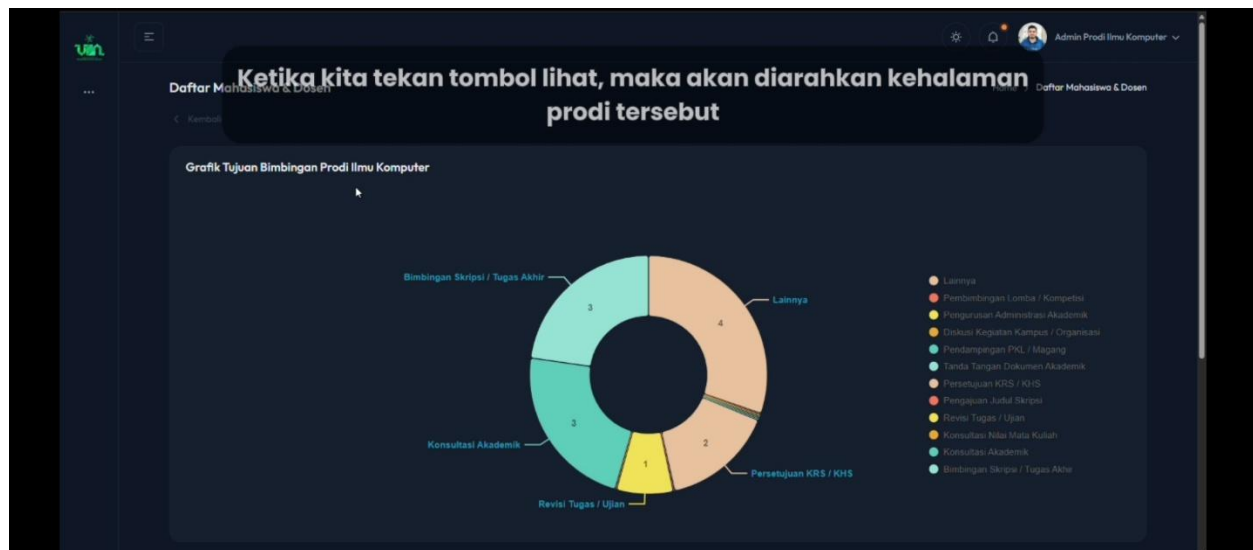 UIN
Admin Prodi Ilmu Komputer
Ketika kita tekan tombol lihat, maka akan diarahkan kehalaman
prodi tersebut
Daftar Mahasiswa & Dosen
Home
Daftar Mahasiswa & Dosen
Kembali
Grafik Tujuan Bimbingan Prodi Ilmu Komputer
Bimbingan Skripsi / Tugas Akhir
3
Lainnya
4
Konsultasi Akademik
3
Persetujuan KRS / KHS
2
Revisi Tugas / Ujian
1
Lainnya
Pembimbingan Lomba / Kompetisi
Pengurusan Administrasi Akademik
Diskusi Kegiatan Kampus / Organisasi
Pendampingan PKL / Magang
Tanda Tangan Dokumen Akademik
Persetujuan KRS / KHS
Pengajuan Judul Skripsi
Revisi Tugas / Ujian
Konsultasi Nilai Mata Kuliah
Konsultasi Akademik
Bimbingan Skripsi / Tugas Akhir